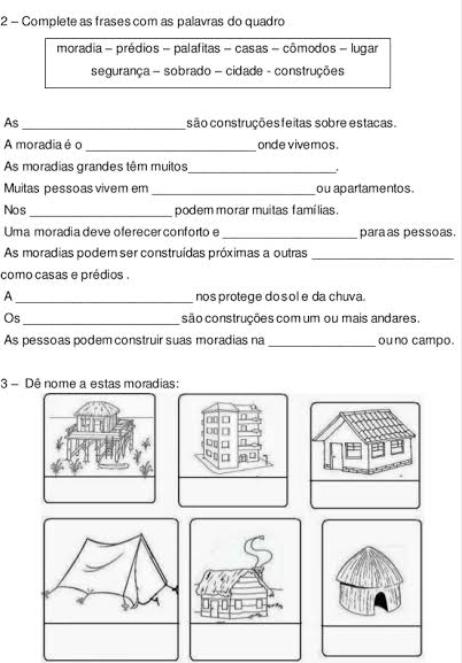 2 – Complete as frases com as palavras do quadro
moradia – prédios – palafitas – casas – cômodos – lugar
segurança – sobrado – cidade - construções
As ____________________ são construções feitas sobre estacas.
A moradia é o ____________________ onde vivemos.
As moradias grandes têm muitos____________________.
Muitas pessoas vivem em ____________________ ou apartamentos.
Nos ____________________ podem morar muitas famílias.
Uma moradia deve oferecer conforto e ____________________ para as pessoas.
As moradias podem ser construídas próximas a outras ____________________
como casas e prédios .
A ____________________ nos protege do sol e da chuva.
Os ____________________ são construções com um ou mais andares.
As pessoas podem construir suas moradias na ____________________ ou no campo.
3 – Dê nome a estas moradias: